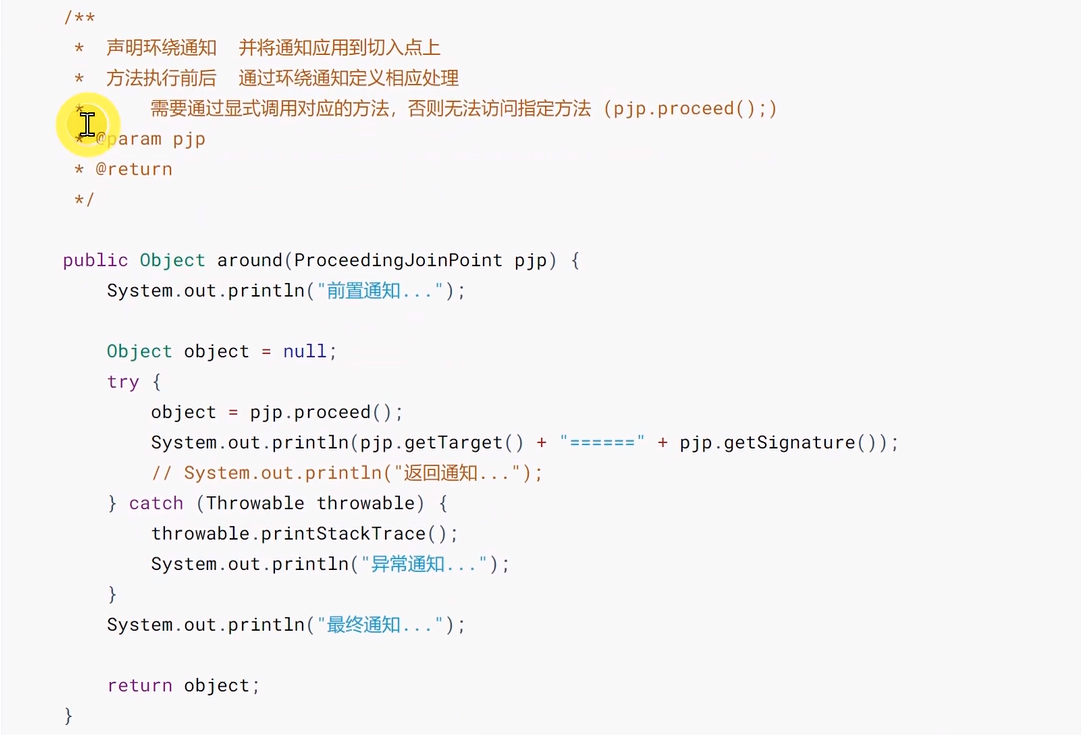 /**
* 声明环绕通知 并将通知应用到切入点上
* 方法执行前后 通过环绕通知定义相应处理
* 需要通过显式调用对应的方法，否则无法访问指定方法 (pjp.proceed();)
* @param pjp
* @return
*/
public Object around(ProceedingJoinPoint pjp) {
System.out.println("前置通知...");
Object object = null;
try {
object = pjp.proceed();
System.out.println(pjp.getTarget() + "======" + pjp.getSignature());
// System.out.println("返回通知...");
} catch (Throwable throwable) {
throwable.printStackTrace();
System.out.println("异常通知...");
}
System.out.println("最终通知...");
return object;
}